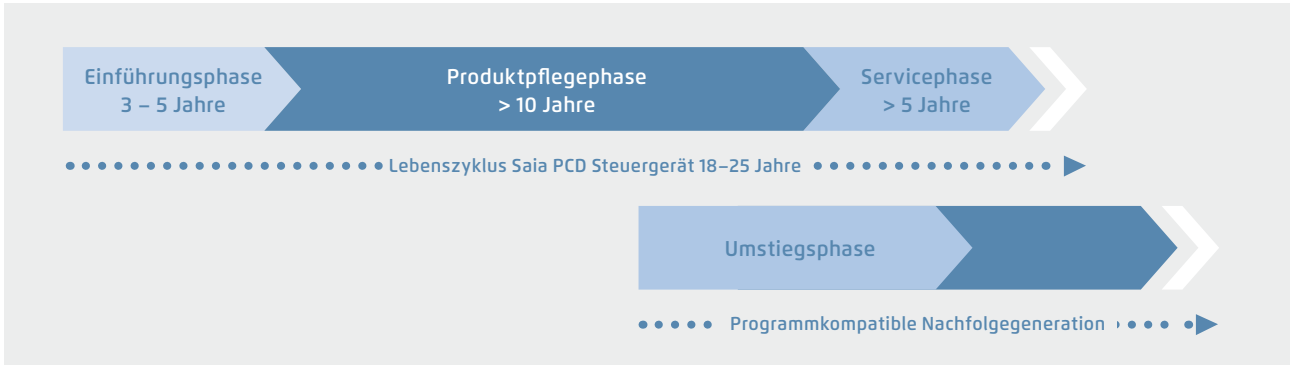 Einführungsphase
3 – 5 Jahre
Produktpflegephase
> 10 Jahre
Servicephase
> 5 Jahre
Lebenszyklus Saia PCD Steuergerät 18–25 Jahre
Umstiegsphase
Programmkompatible Nachfolgegeneration